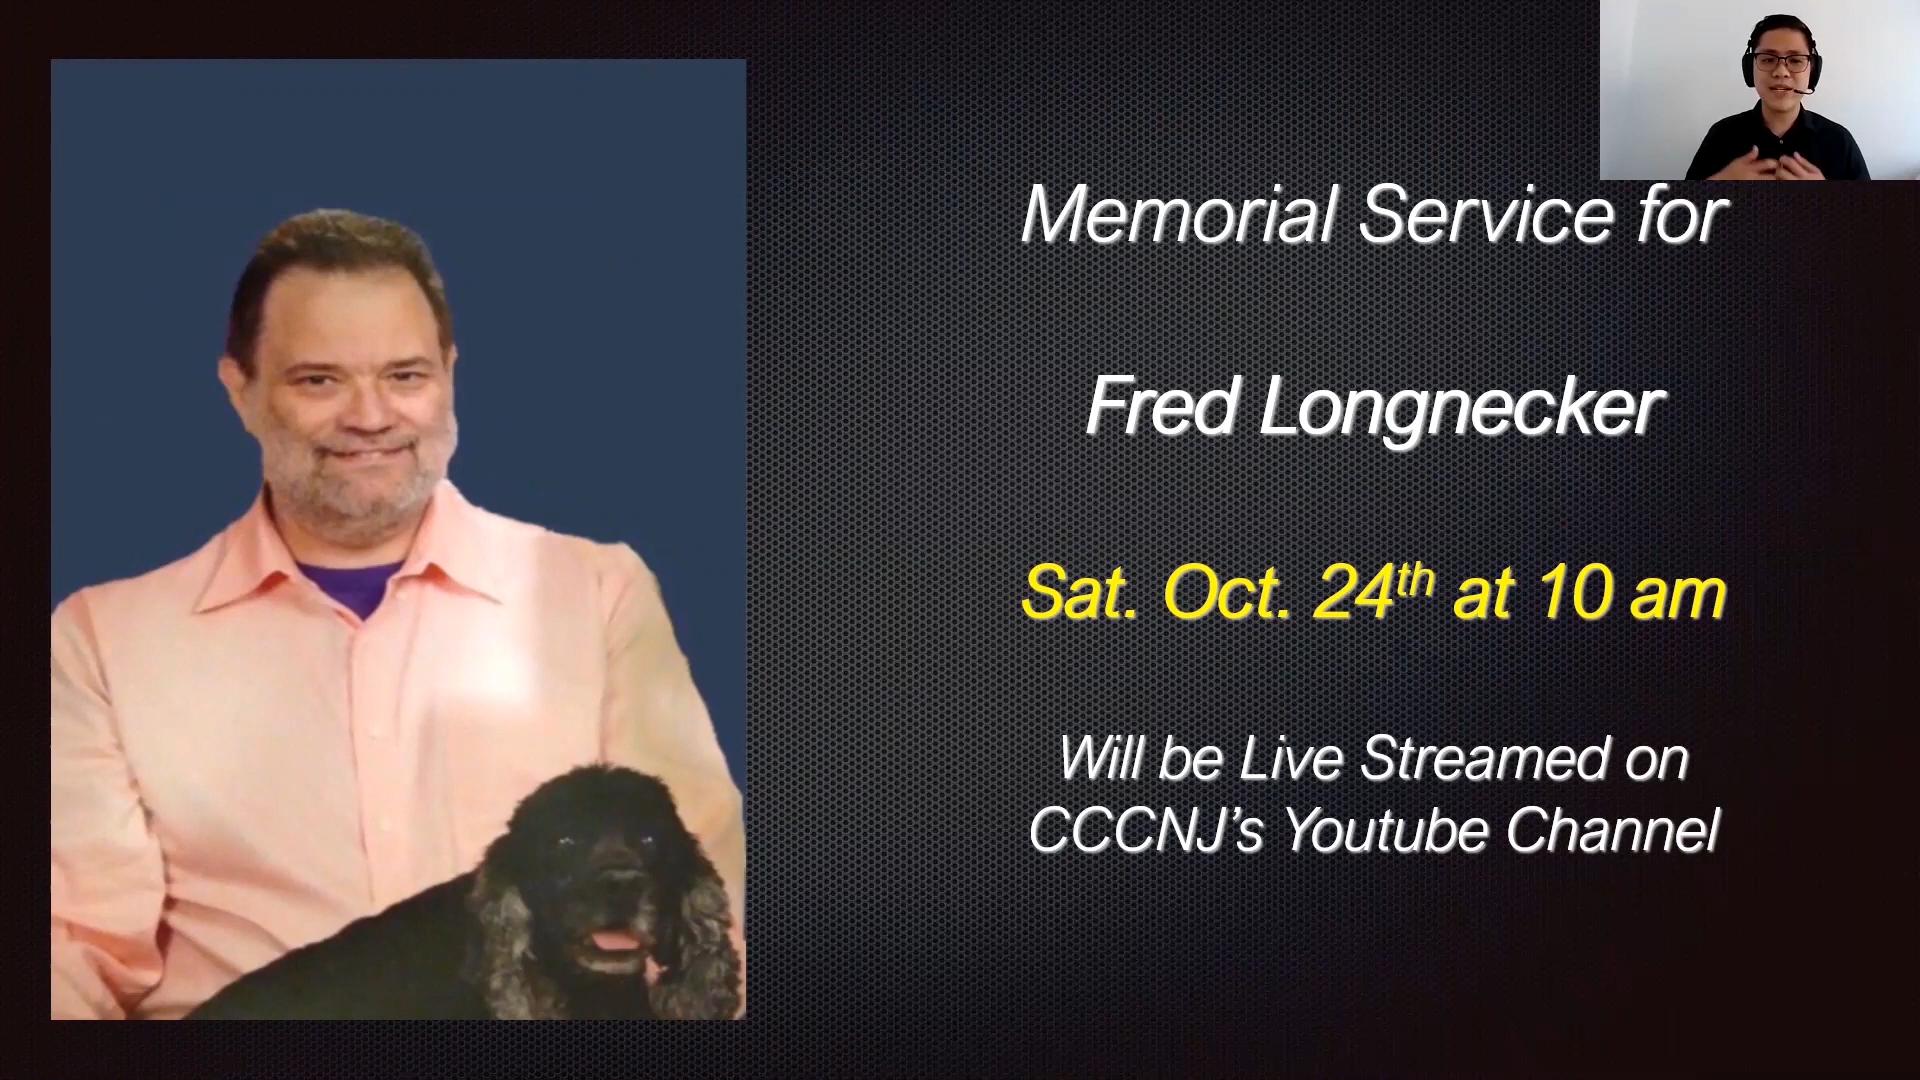 Memorial Service for
Fred Longnecker
Sat. Oct. 24th at 10 am
Will be Live Streamed on
CCCNJ’s Youtube Channel